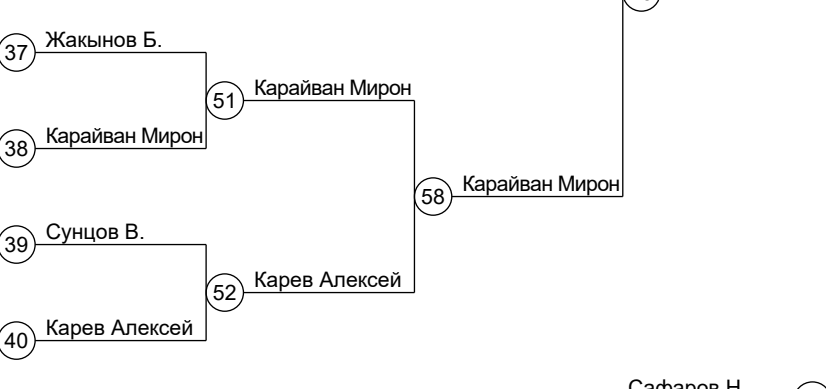 37 Жакынов Б.
51 Карайван Мирон
38 Карайван Мирон
58 Карайван Мирон
39 Сунцов В.
52 Карев Алексей
40 Карев Алексей
Сафаров Н.